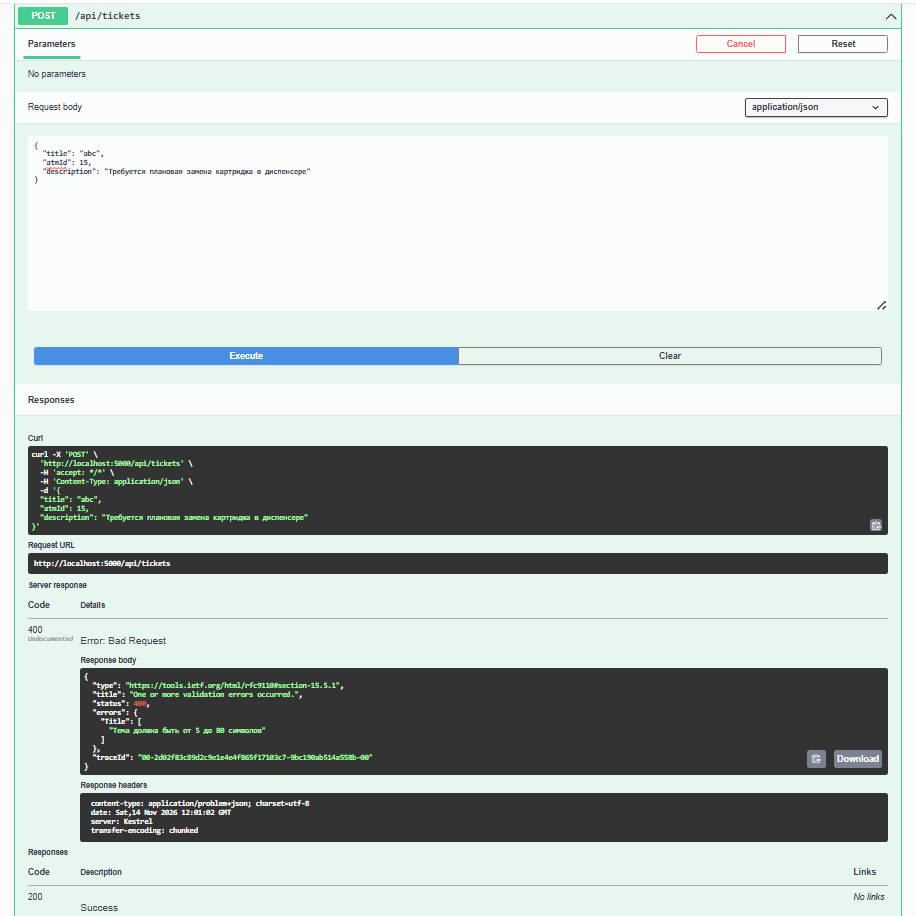 POST /api/tickets
Parameters
Cancel
Reset
No parameters
Request body
application/json
{
"title": "abc",
"atmId": 15,
"description": "Требуется плановая замена картриджа в диспенсере"
}
Execute
Clear
Responses
Curl
curl -X 'POST' \
'http://localhost:5000/api/tickets' \
-H 'accept: */*' \
-H 'Content-Type: application/json' \
-d '{
"title": "abc",
"atmId": 15,
"description": "Требуется плановая замена картриджа в диспенсере"
}'
Request URL
http://localhost:5000/api/tickets
Server response
Code Details
400
Undocumented
Error: Bad Request
Response body
{
"type": "https://tools.ietf.org/html/rfc9110#section-15.5.1",
"title": "One or more validation errors occurred.",
"status": 400,
"errors": {
"Title": [
"Тема должна быть от 5 до 80 символов"
]
},
"traceId": "00-2d02f83c89d2c9e1e4e4f865f17103c7-9bc190ab514a558b-00"
}
Download
Response headers
content-type: application/problem+json; charset=utf-8
date: Sat,14 Nov 2026 12:01:02 GMT
server: Kestrel
transfer-encoding: chunked
Responses
Code Description Links
200
Success
No links